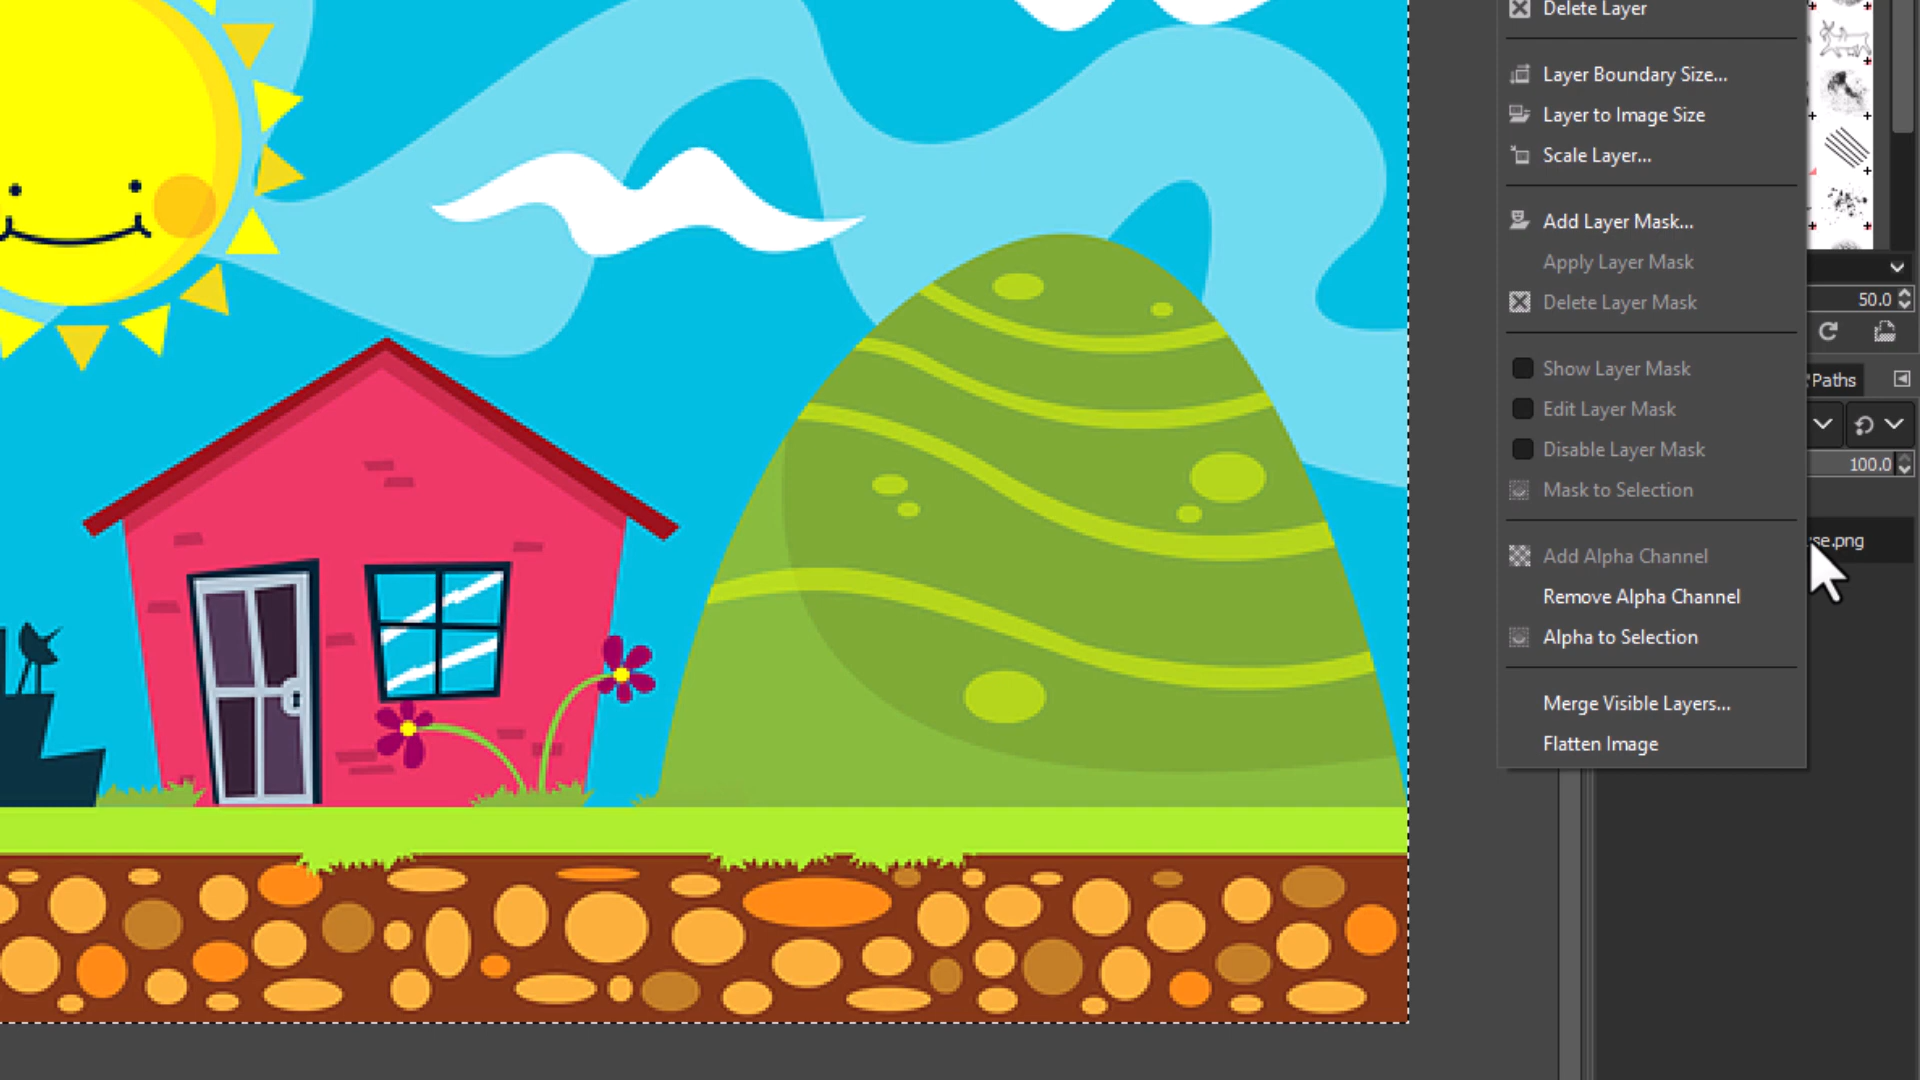 Delete Layer
Layer Boundary Size...
Layer to Image Size
Scale Layer...
Add Layer Mask...
Apply Layer Mask
Delete Layer Mask
50.0
Show Layer Mask
Paths
Edit Layer Mask
Disable Layer Mask
100.0
Mask to Selection
se.png
Add Alpha Channel
Remove Alpha Channel
Alpha to Selection
Merge Visible Layers...
Flatten Image